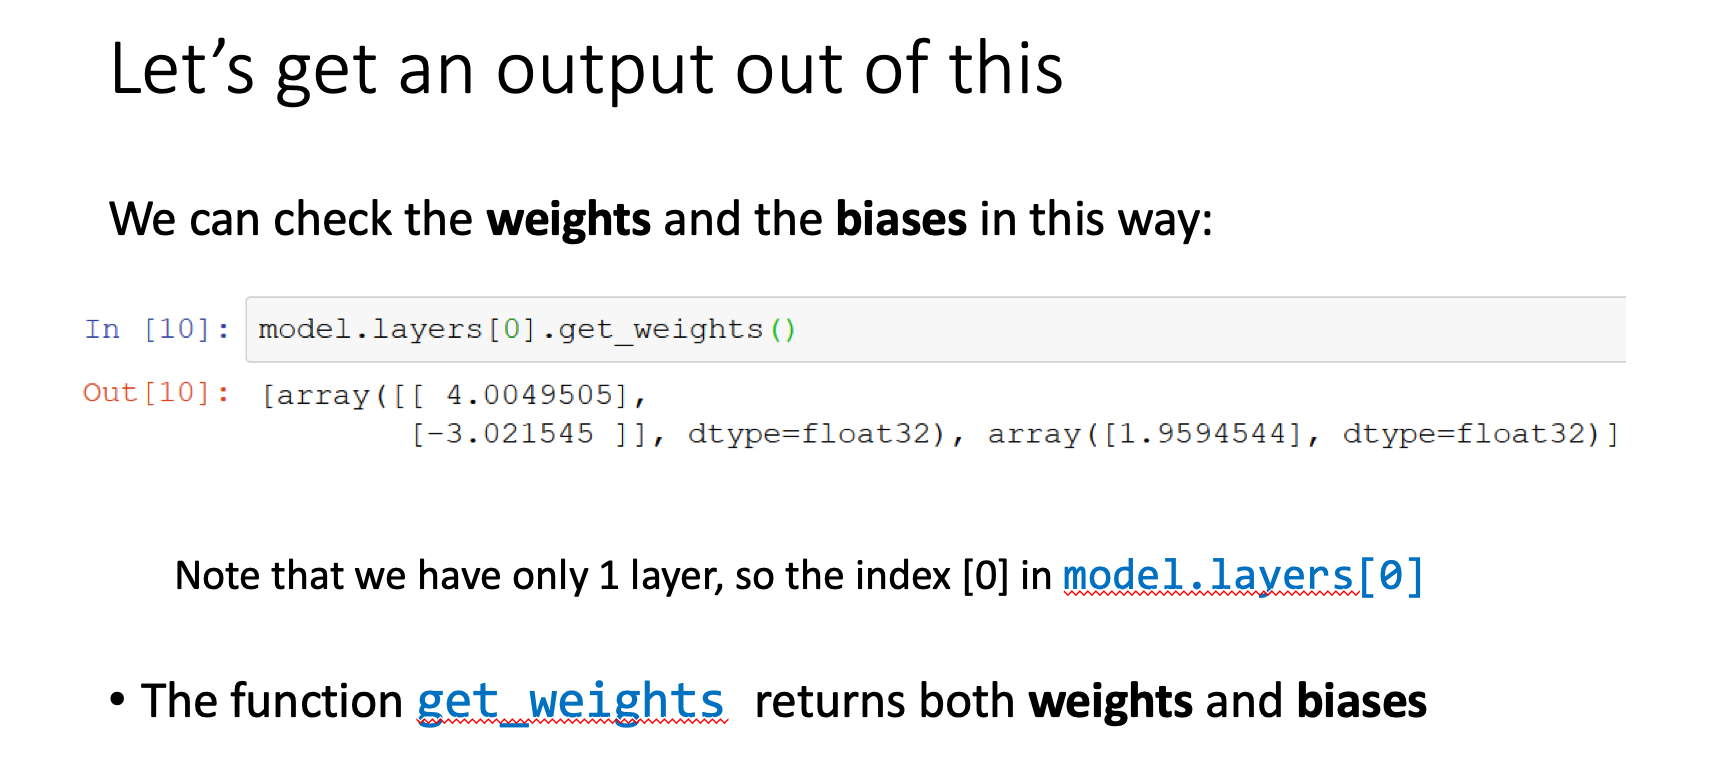 Let’s get an output out of this
We can check the weights and the biases in this way:
In [10]: model.layers[0].get_weights()
Out[10]: [array([[ 4.0049505],
[-3.021545 ]], dtype=float32), array([1.9594544], dtype=float32)]
Note that we have only 1 layer, so the index [0] in model.layers[0]
• The function get_weights returns both weights and biases